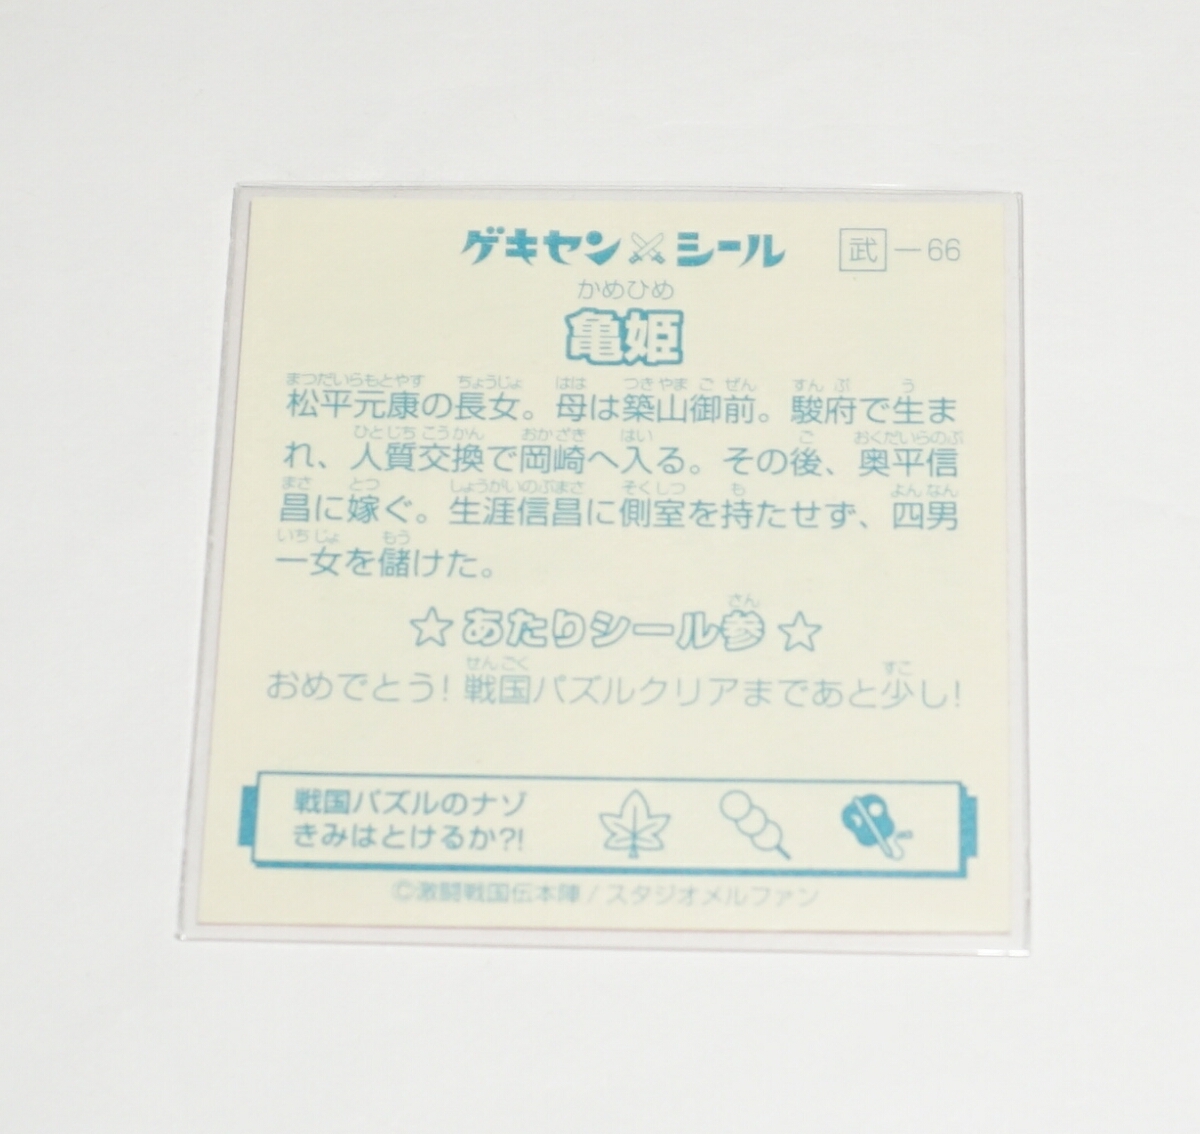 ゲキセン×シール 武－66
かめひめ
亀姫
まつだいらもとやす ちょうじょ はは つきやまごぜん すんぷ う
松平元康の長女。母は築山御前。駿府で生ま
ひとじちこうかん おかざき はい ご おくだいらのぶ
れ、人質交換で岡崎へ入る。その後、奥平信
まさ とつ しょうがいのぶまさ そくしつ も よんなん
昌に嫁ぐ。生涯信昌に側室を持たせず、四男
いちじょ もう
一女を儲けた。
さん
☆あたりシール参☆
せんごく すこ
おめでとう!戦国パズルクリアまであと少し!
戦国パズルのナゾ
きみはとけるか?!
©激闘戦国伝本陣/スタジオメルファン